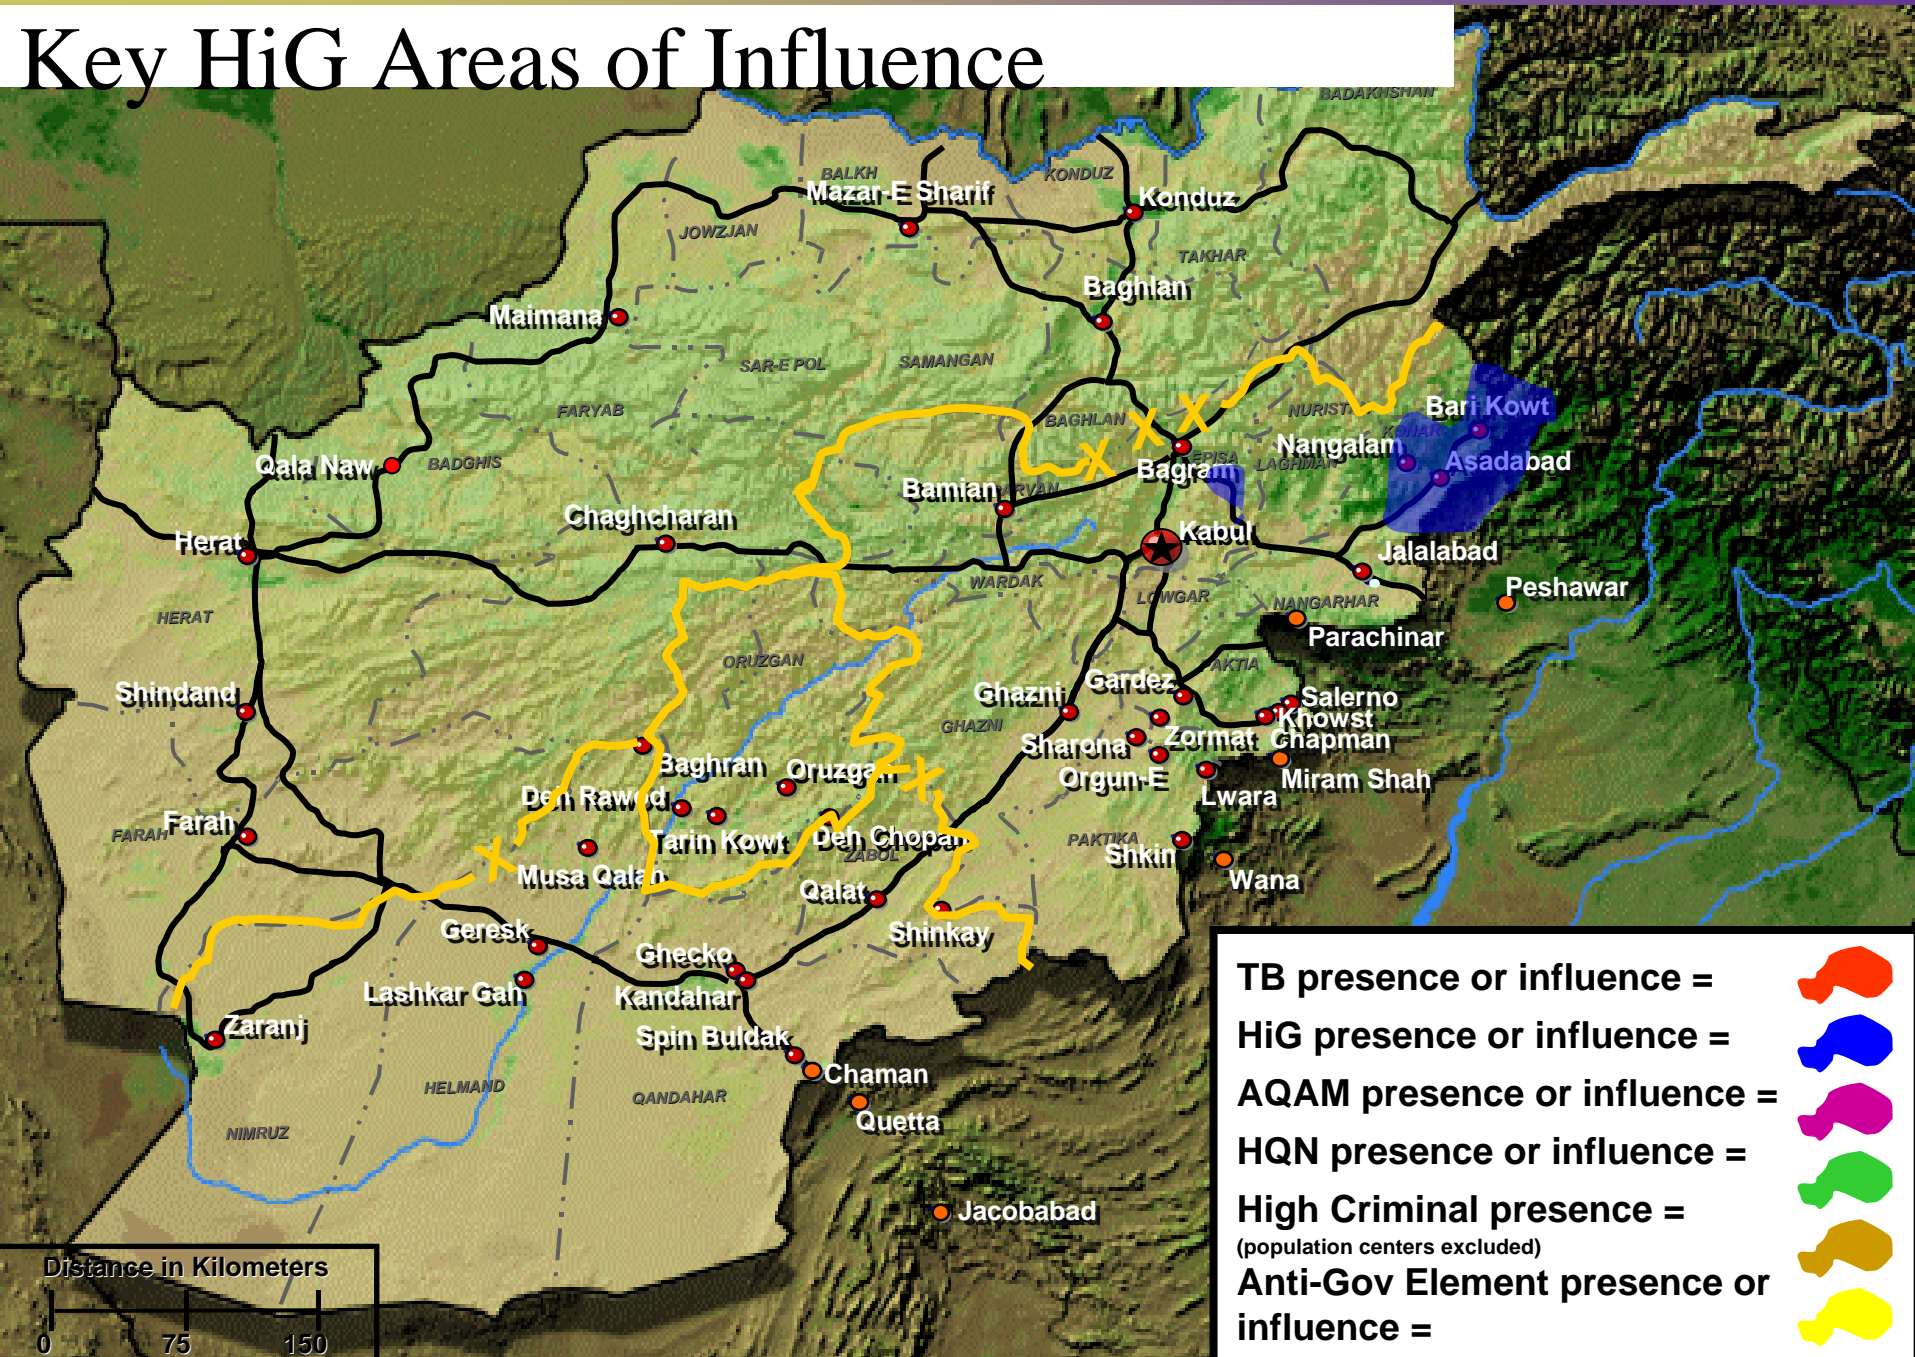 Key HiG Areas of Influence
BADAKHSHAN
BALKH
KONDUZ
Mazar-E Sharif
Konduz
JOWZJAN
TAKHAR
Baghlan
Maimana
SAR-E POL
SAMANGAN
FARYAB
BAGHLAN
NURIST
Bari Kowt
KONAR
Nangalam
Qala Naw
BADGHIS
EPISA
LAGHMAN
Asadabad
Bagram
Bamian
ARVAN
Chaghcharan
Herat
Kabul
Jalalabad
WARDAK
LOWGAR
NANGARHAR
Peshawar
HERAT
Parachinar
ORUZGAN
AKTIA
Shindand
Ghazni
Gardez
Salerno
Khowst
GHAZNI
Sharona
Zormat
Chapman
Baghran
Oruzgan
Orgun-E
Miram Shah
Deh Rawod
Lwara
FARAH
Farah
Tarin Kowt
Deh Chopan
ZABOL
PAKTIKA
Shkin
Musa Qalah
Wana
Qalat
Geresk
Shinkay
Ghecko
Lashkar Gah
Kandahar
Zaranj
Spin Buldak
Chaman
HELMAND
QANDAHAR
Quetta
NIMRUZ
Jacobabad
TB presence or influence =
HiG presence or influence =
AQAM presence or influence =
HQN presence or influence =
High Criminal presence =
(population centers excluded)
Anti-Gov Element presence or
influence =
Distance in Kilometers
0 75 150